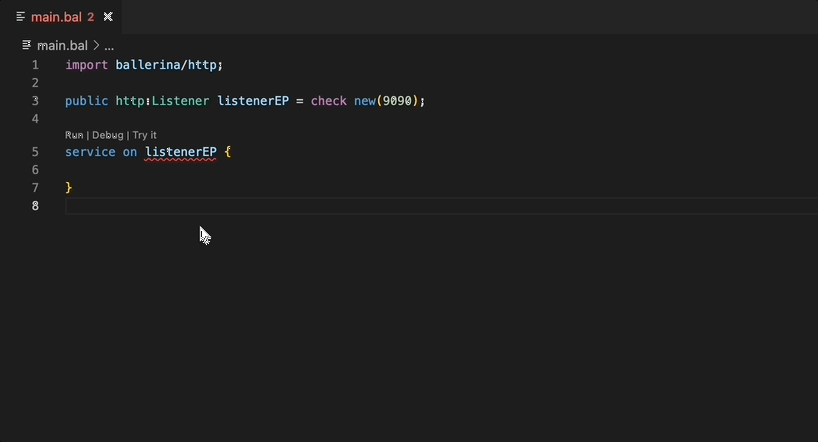 main.bal 2
main.bal > ...
1 import ballerina/http;
2
3 public http:Listener listenerEP = check new(9090);
4
Run | Debug | Try it
5 service on listenerEP {
6
7 }
8